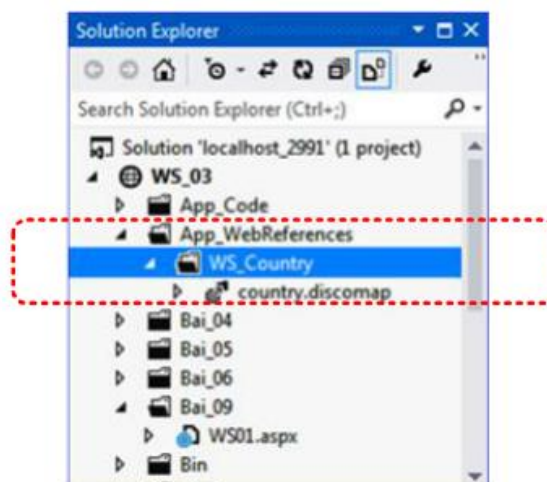 Solution Explorer
Search Solution Explorer (Ctrl+;)
Solution 'localhost_2991' (1 project)
WS_03
App_Code
App_WebReferences
WS_Country
country.discomap
Bai_04
Bai_05
Bai_06
Bai_09
WS01.aspx
Bin